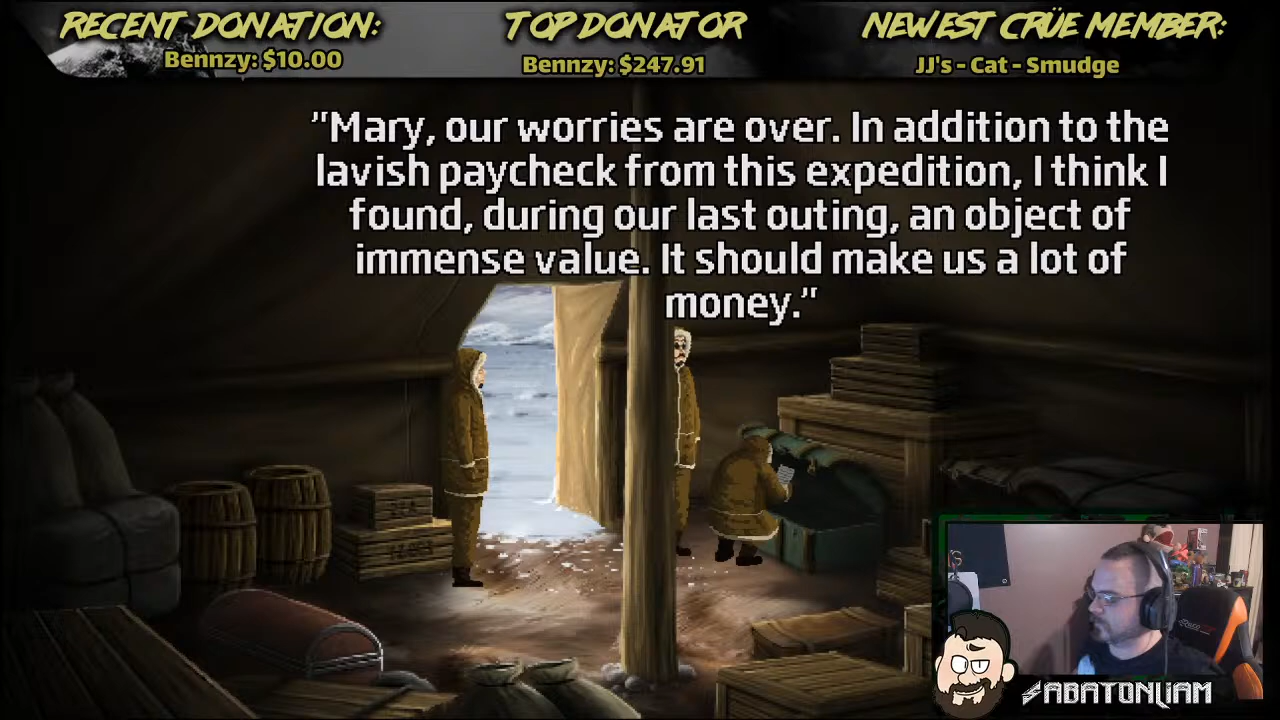 RECENT DONATION:
Bennzy: $10.00
TOP DONATOR
Bennzy: $247.91
NEWEST CRÜE MEMBER:
JJ's - Cat - Smudge
"Mary, our worries are over. In addition to the
lavish paycheck from this expedition, I think I
found, during our last outing, an object of
immense value. It should make us a lot of
money."
SABATONLIAM